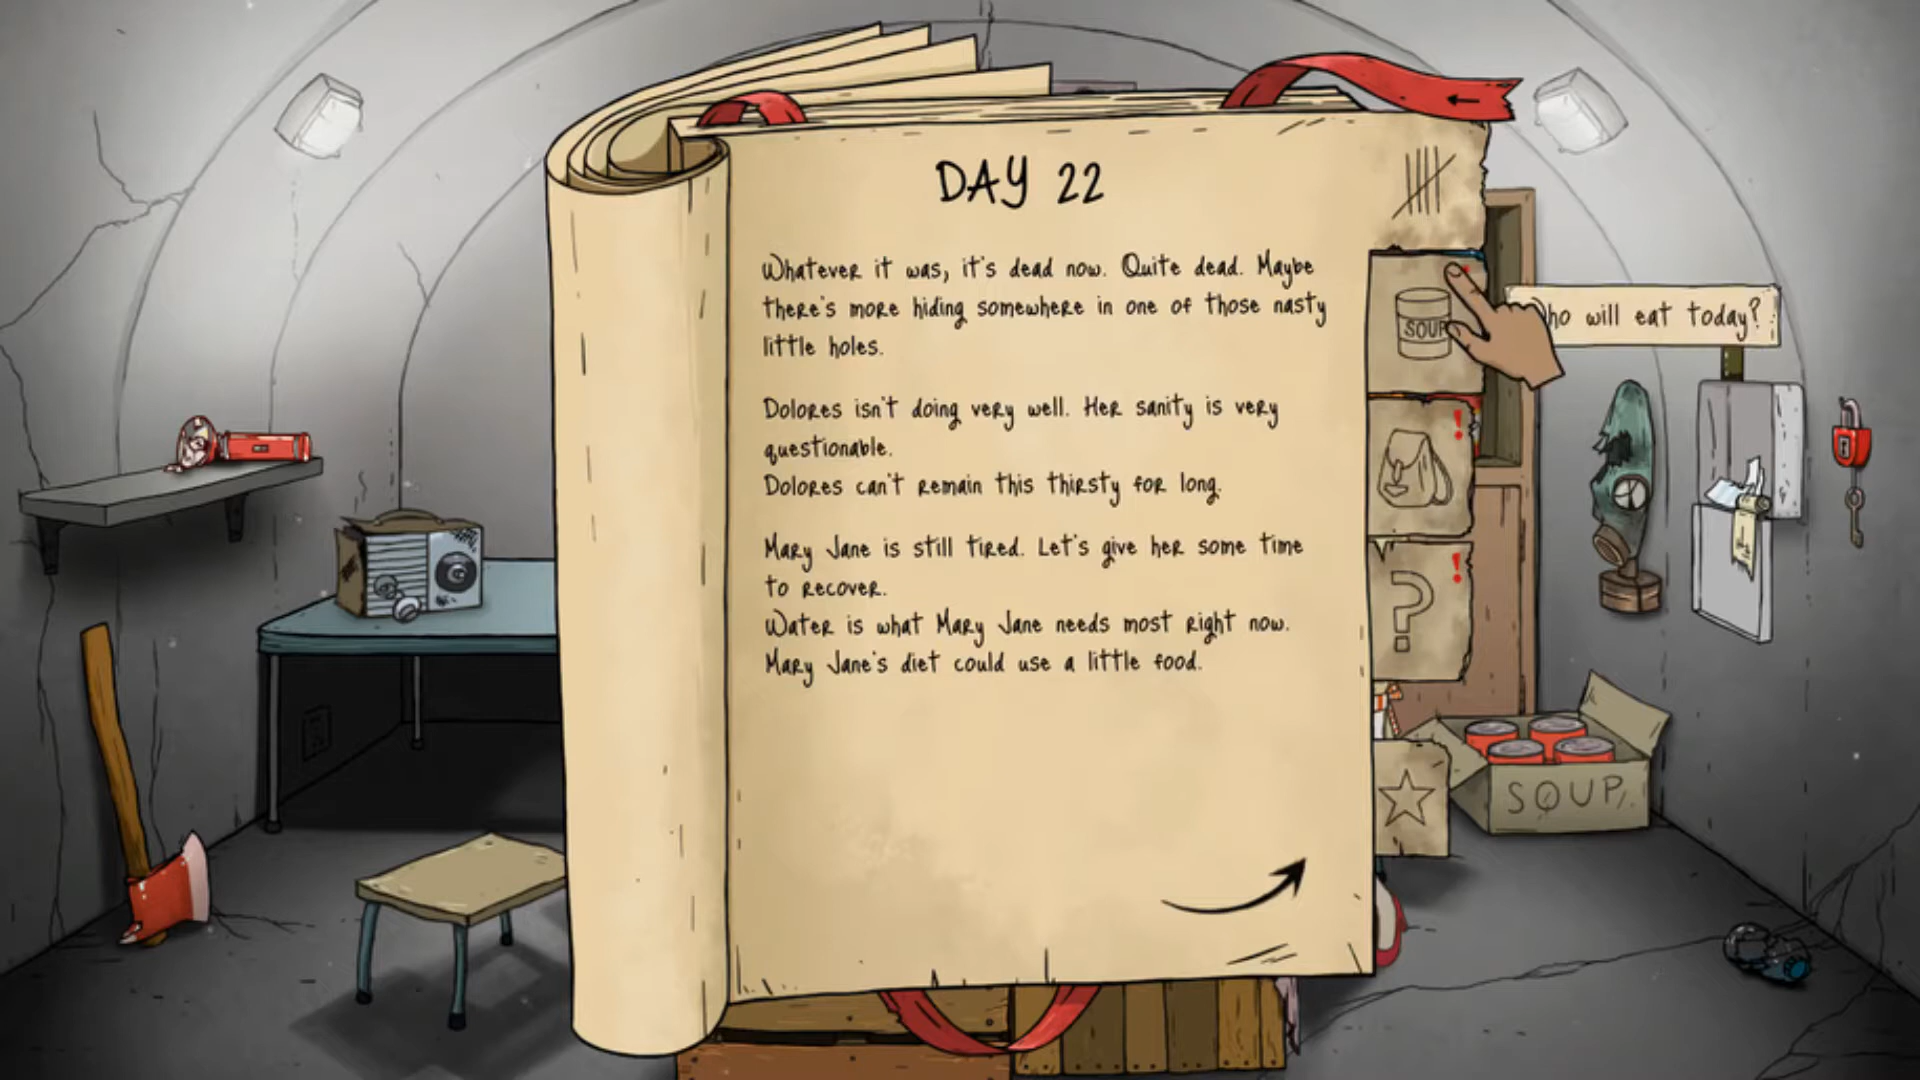 DAY 22
Whatever it was, it's dead now. Quite dead. Maybe
there's more hiding somewhere in one of those nasty
little holes.
Dolores isn't doing very well. Her sanity is very
questionable.
Dolores can't remain this thirsty for long.
Mary Jane is still tired. Let's give her some time
to recover.
Water is what Mary Jane needs most right now.
Mary Jane's diet could use a little food.
SOUP
!
will eat today?
!
?
SOUP